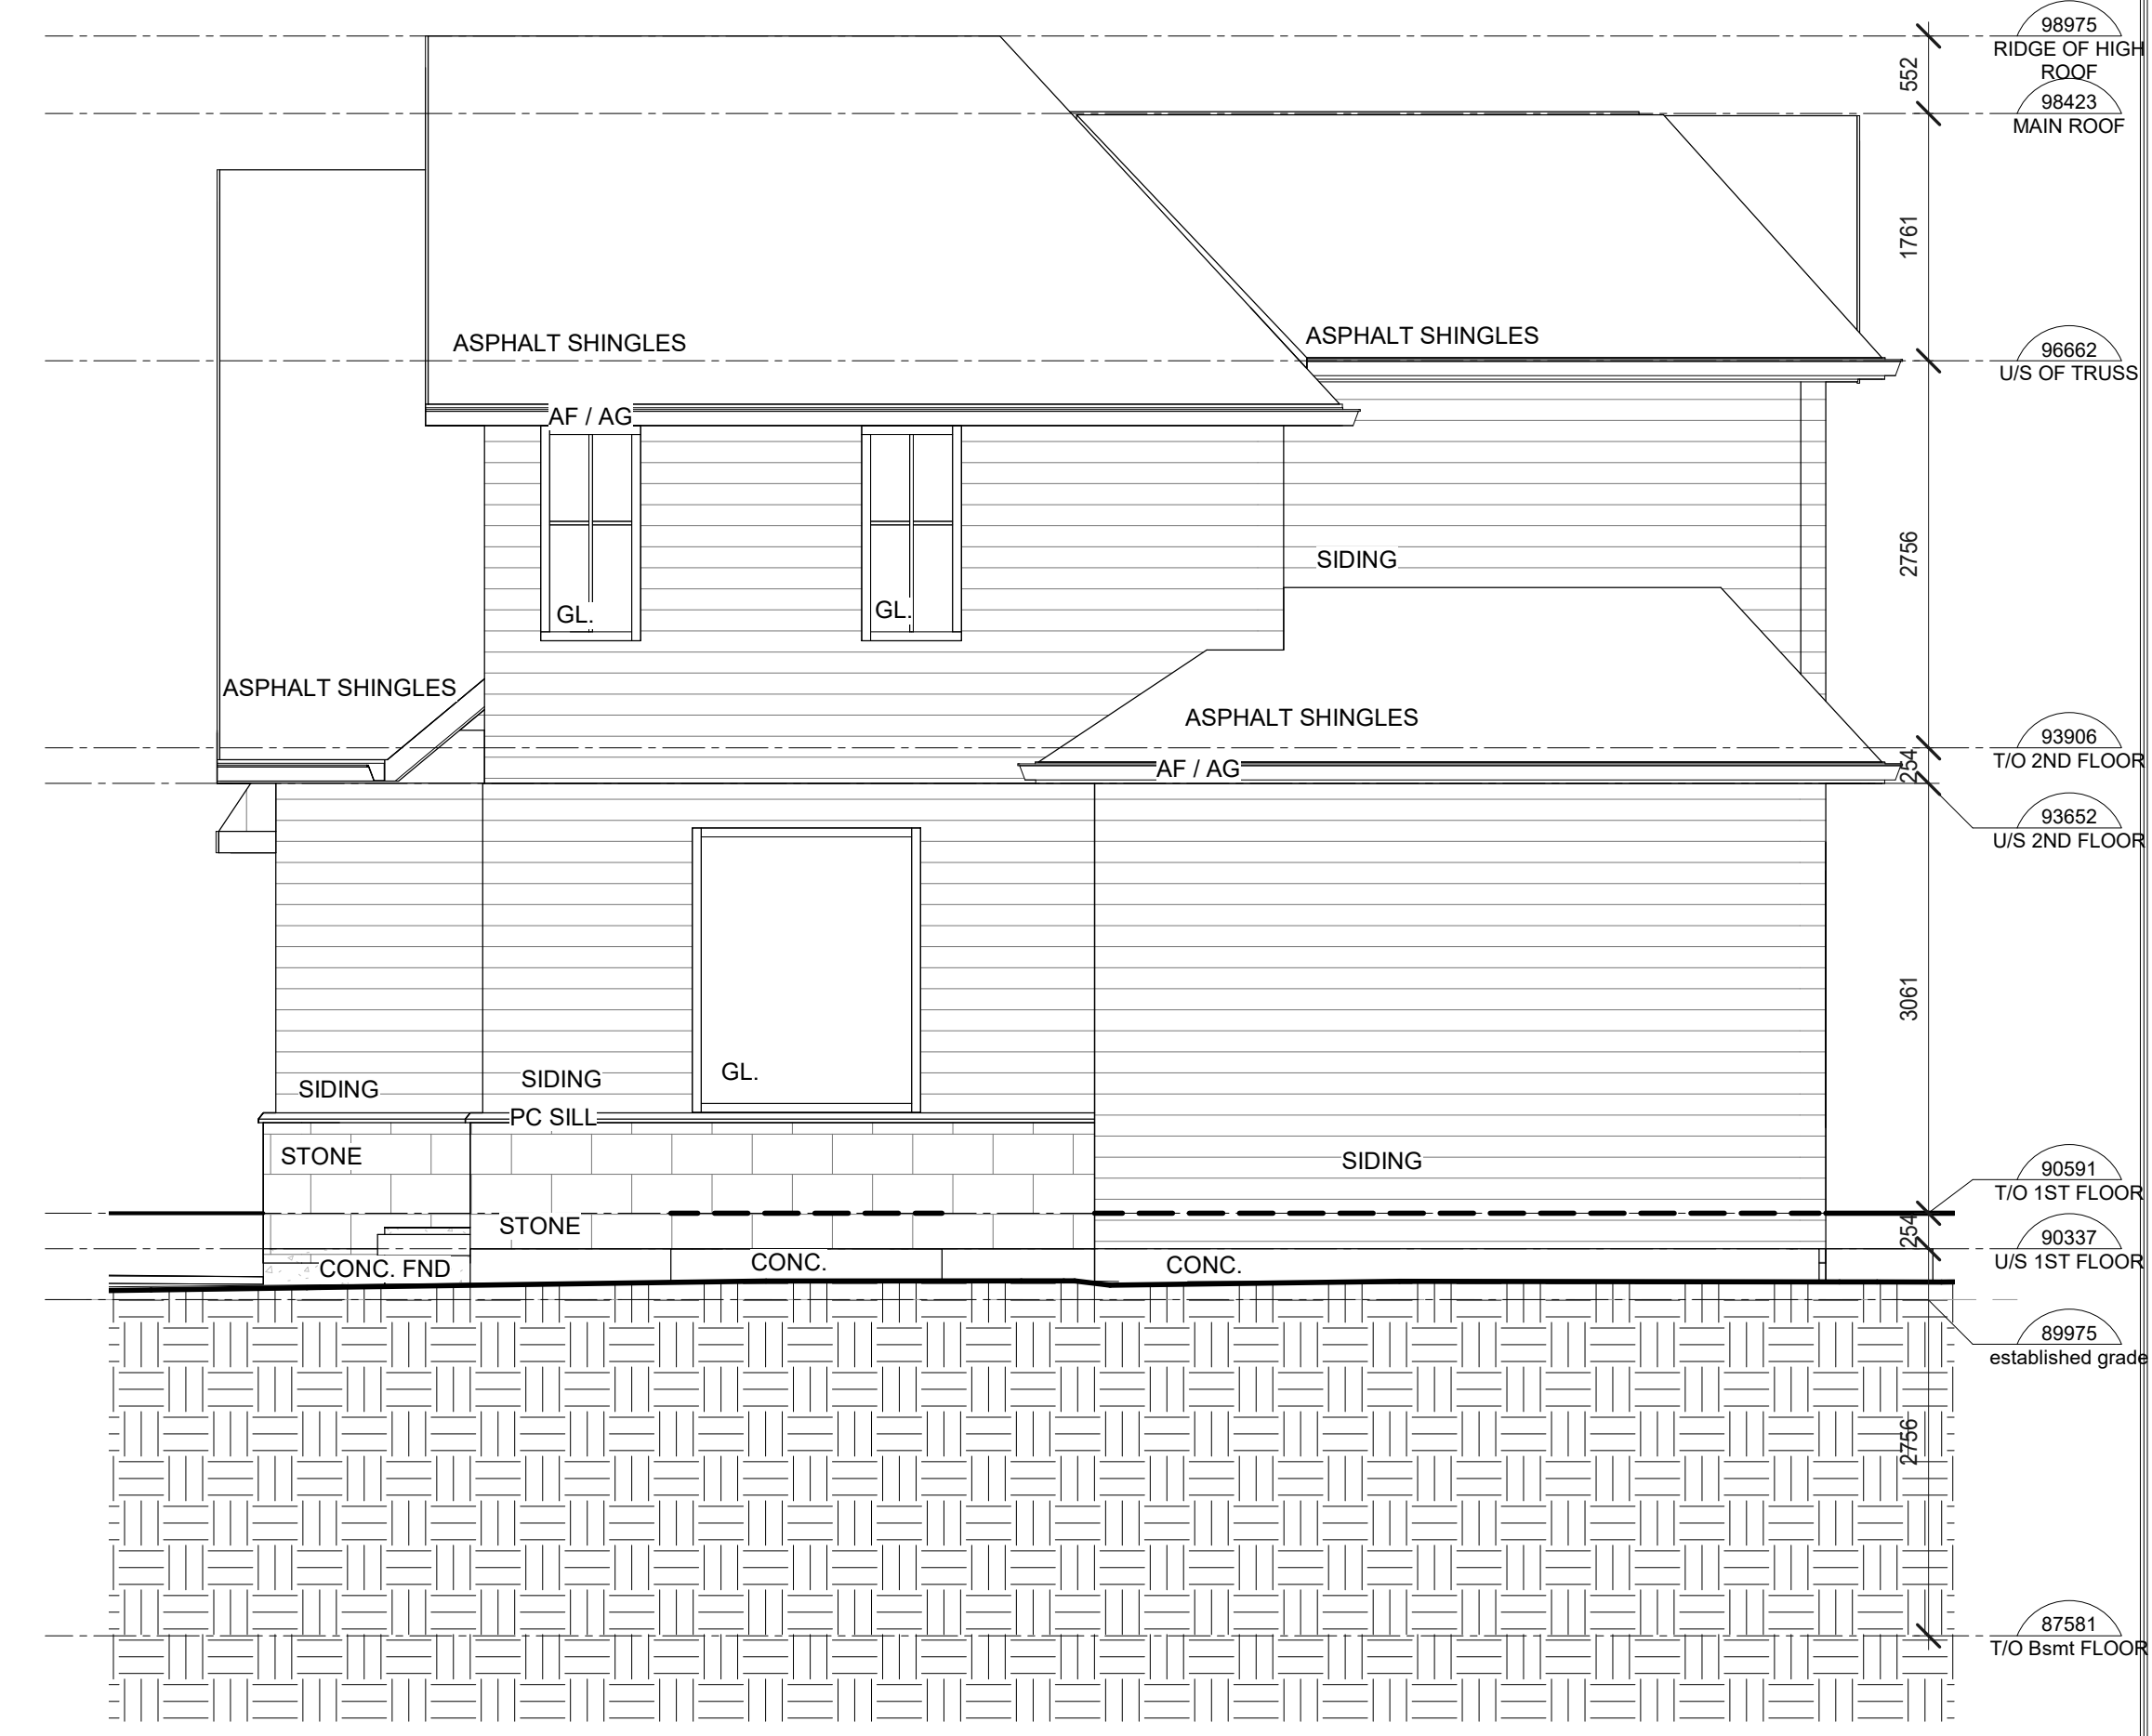 98975
RIDGE OF HIGH
ROOF
552
98423
MAIN ROOF
1761
ASPHALT SHINGLES
ASPHALT SHINGLES
96662
U/S OF TRUSS
AF / AG
2756
SIDING
GL.
GL.
ASPHALT SHINGLES
ASPHALT SHINGLES
93906
T/O 2ND FLOOR
AF / AG
254
93652
U/S 2ND FLOOR
3061
GL.
SIDING
SIDING
PC SILL
STONE
SIDING
90591
T/O 1ST FLOOR
STONE
254
90337
U/S 1ST FLOOR
CONC. FND
CONC.
CONC.
89975
established grade
2756
87581
T/O Bsmt FLOOR